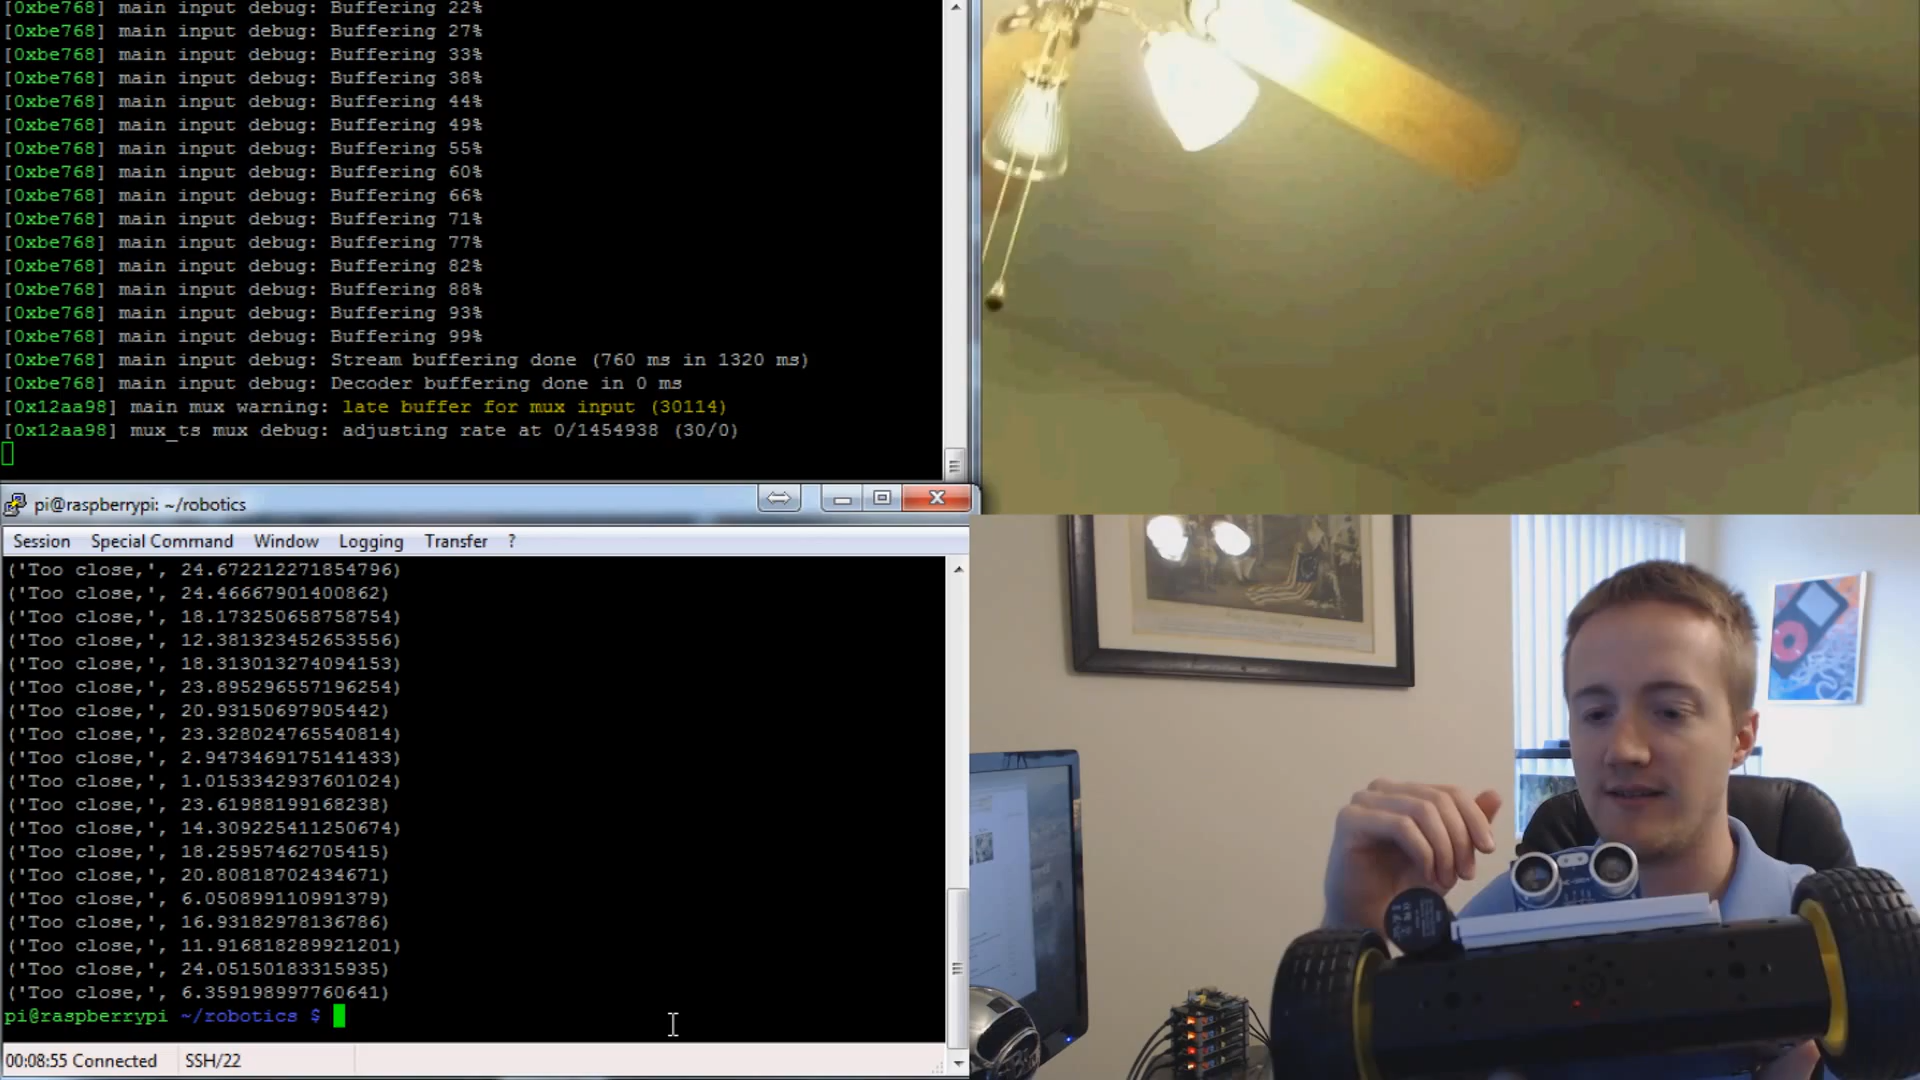 [0xbe768] main input debug: Buffering 22%
[0xbe768] main input debug: Buffering 27%
[0xbe768] main input debug: Buffering 33%
[0xbe768] main input debug: Buffering 38%
[0xbe768] main input debug: Buffering 44%
[0xbe768] main input debug: Buffering 49%
[0xbe768] main input debug: Buffering 55%
[0xbe768] main input debug: Buffering 60%
[0xbe768] main input debug: Buffering 66%
[0xbe768] main input debug: Buffering 71%
[0xbe768] main input debug: Buffering 77%
[0xbe768] main input debug: Buffering 82%
[0xbe768] main input debug: Buffering 88%
[0xbe768] main input debug: Buffering 93%
[0xbe768] main input debug: Buffering 99%
[0xbe768] main input debug: Stream buffering done (760 ms in 1320 ms)
[0xbe768] main input debug: Decoder buffering done in 0 ms
[0x12aa98] main mux warning: late buffer for mux input (30114)
[0x12aa98] mux_ts mux debug: adjusting rate at 0/1454938 (30/0)
pi@raspberrypi: ~/robotics
Session Special Command Window Logging Transfer ?
('Too close,', 24.672212271854796)
('Too close,', 24.46667901400862)
('Too close,', 18.173250658758754)
('Too close,', 12.381323452653556)
('Too close,', 18.313013274094153)
('Too close,', 23.895296557196254)
('Too close,', 20.93150697905442)
('Too close,', 23.328024765540814)
('Too close,', 2.9473469175141433)
('Too close,', 1.0153342937601024)
('Too close,', 23.61988199168238)
('Too close,', 14.309225411250674)
('Too close,', 18.25957462705415)
('Too close,', 20.80818702434671)
('Too close,', 6.050899110991379)
('Too close,', 16.93182978136786)
('Too close,', 11.916818289921201)
('Too close,', 24.05150183315935)
('Too close,', 6.359198997760641)
pi@raspberrypi ~/robotics $
00:08:55 Connected SSH/22